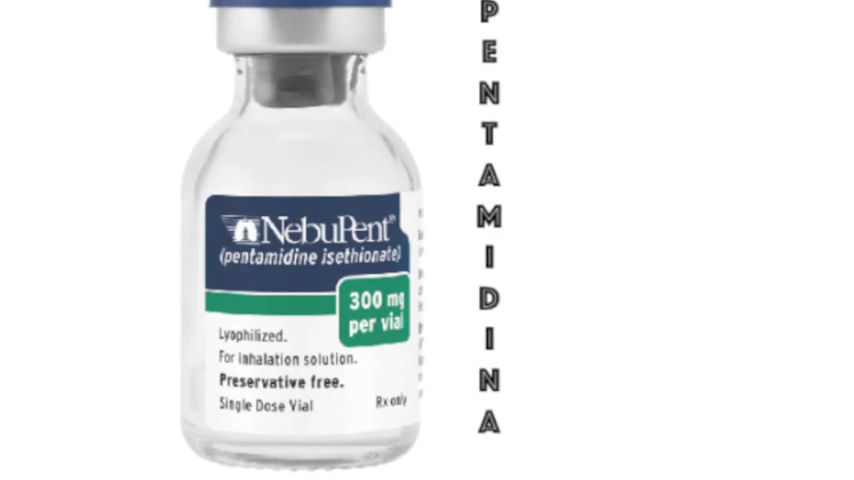 NebuPent®
(pentamidine isethionate)
300 mg
per vial
Lyophilized.
For inhalation solution.
Preservative free.
Single Dose Vial
Rx only
P
E
N
T
A
M
I
D
I
N
A